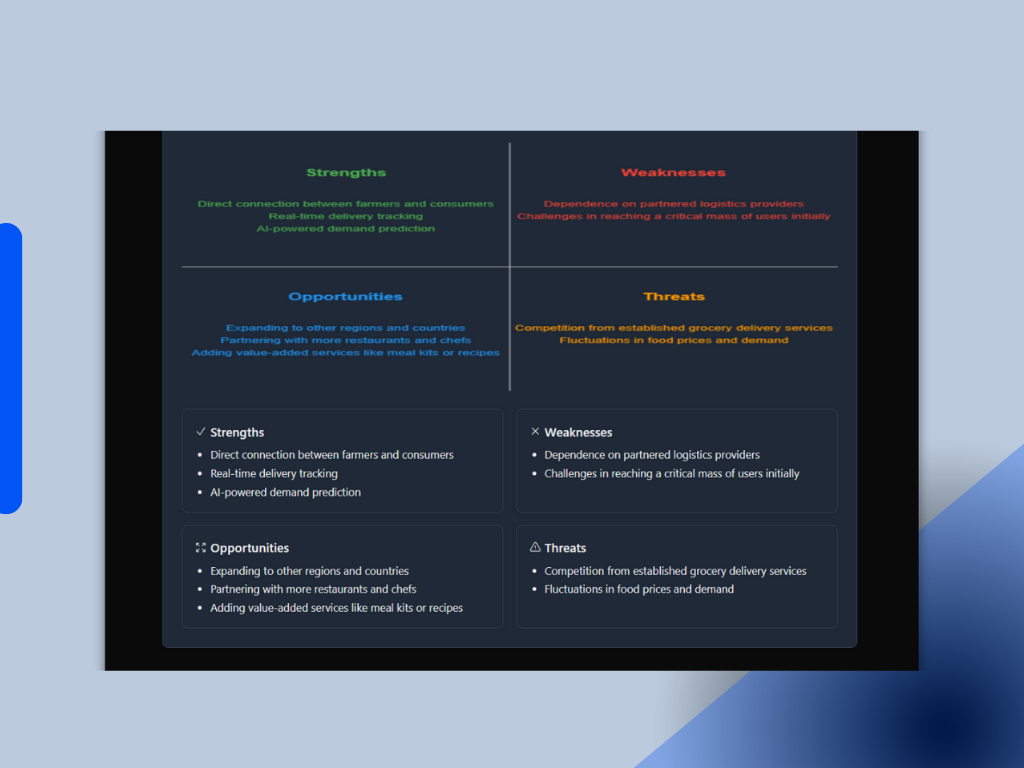 Strengths
Direct connection between farmers and consumers
Real-time delivery tracking
AI-powered demand prediction
Weaknesses
Dependence on partnered logistics providers
Challenges in reaching a critical mass of users initially
Opportunities
Expanding to other regions and countries
Partnering with more restaurants and chefs
Adding value-added services like meal kits or recipes
Threats
Competition from established grocery delivery services
Fluctuations in food prices and demand
Strengths
Direct connection between farmers and consumers
Real-time delivery tracking
AI-powered demand prediction
Weaknesses
Dependence on partnered logistics providers
Challenges in reaching a critical mass of users initially
Opportunities
Expanding to other regions and countries
Partnering with more restaurants and chefs
Adding value-added services like meal kits or recipes
Threats
Competition from established grocery delivery services
Fluctuations in food prices and demand